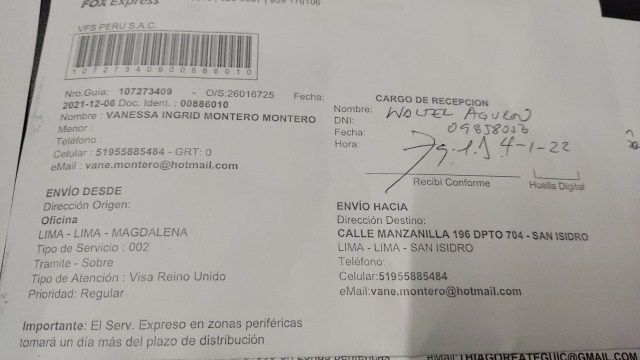 FOX Express
VFS PERU S.A.C.
107273409000886010
Nro.Guia: 107273409 - O/S:26016725 Fecha:
2021-12-06 Doc. Ident. : 00886010
Nombre : VANESSA INGRID MONTERO MONTERO
Menor :
Teléfono :
Celular : 51955885484 - GRT: 0
eMail : vane.montero@hotmail.com
ENVÍO DESDE
Dirección Origen:
Oficina
LIMA - LIMA - MAGDALENA
Tipo de Servicio : 002
Tramite - Sobre
Tipo de Atención : Visa Reino Unido
Prioridad: Regular
Importante: El Serv. Expreso en zonas periféricas
tomará un día más del plazo de distribución
CARGO DE RECEPCION
Nombre:
DNI:
Fecha:
Hora: 4-1-22
Recibi Conforme Huella Digital
ENVÍO HACIA
Dirección Destino:
CALLE MANZANILLA 196 DPTO 704 - SAN ISIDRO
LIMA - LIMA - SAN ISIDRO
Teléfono:
Celular:51955885484
eMail:vane.montero@hotmail.com